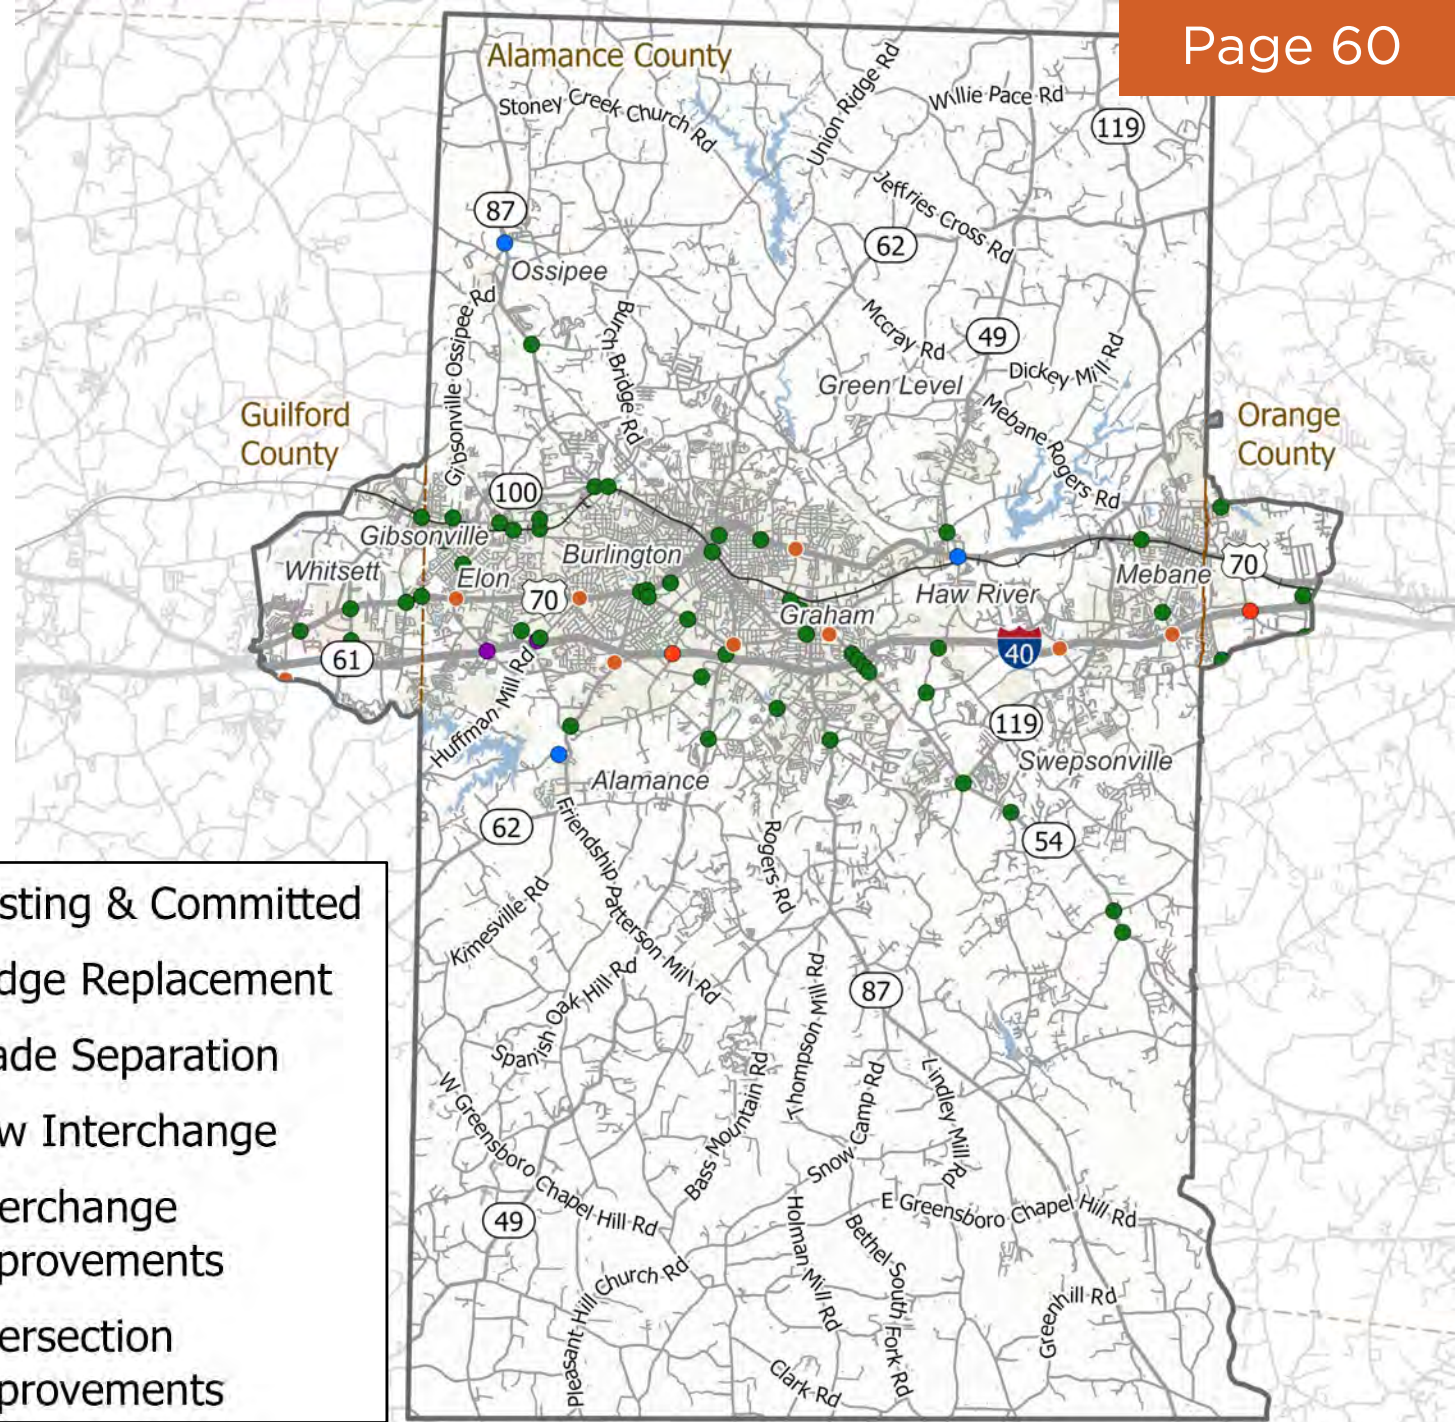 Page 60
Alamance County
Stoney Creek Church Rd
Union Ridge Rd
Willie Pace Rd
119
87
Jeffries Cross Rd
62
Ossipee
Gibsonville Ossipee Rd
Burch Bridge Rd
Mccray Rd
49
Dickey Mill Rd
Green Level
Mebane Rogers Rd
Guilford
County
Orange
County
100
Gibsonville
Burlington
Whitsett
Elon
70
Graham
Haw River
Mebane
70
61
40
Huffman Mill Rd
119
Swepsonville
Alamance
62
54
Friendship Patterson Mill Rd
Rogers Rd
Kimesville Rd
Spanish Oak Hill Rd
87
Thompson Mill Rd
Bass Mountain Rd
Snow Camp Rd
Lindley Mill Rd
W Greensboro Chapel Hill Rd
49
E Greensboro Chapel Hill Rd
Holman Mill Rd
Bethel South Fork Rd
Pleasant Hill Church Rd
Greenhill Rd
Clark Rd
sting & Committed
dge Replacement
ade Separation
w Interchange
erchange
provements
ersection
provements